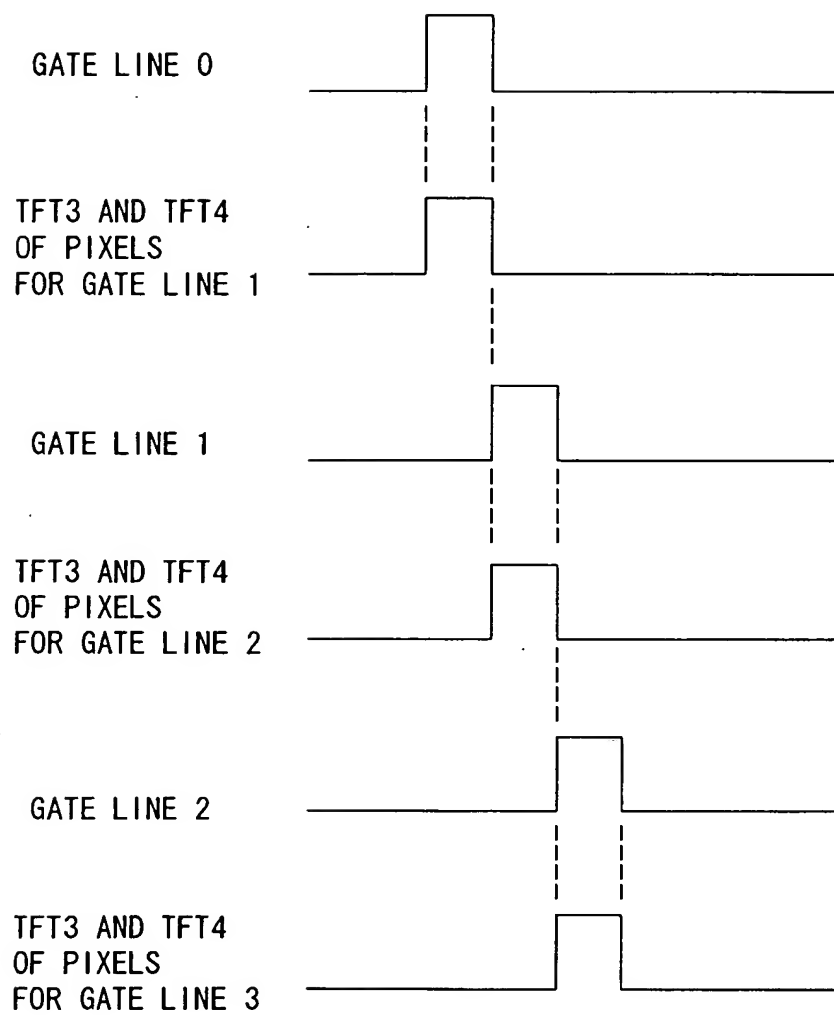 GATE LINE 0
TFT3 AND TFT4
OF PIXELS
FOR GATE LINE 1
GATE LINE 1
TFT3 AND TFT4
OF PIXELS
FOR GATE LINE 2
GATE LINE 2
TFT3 AND TFT4
OF PIXELS
FOR GATE LINE 3